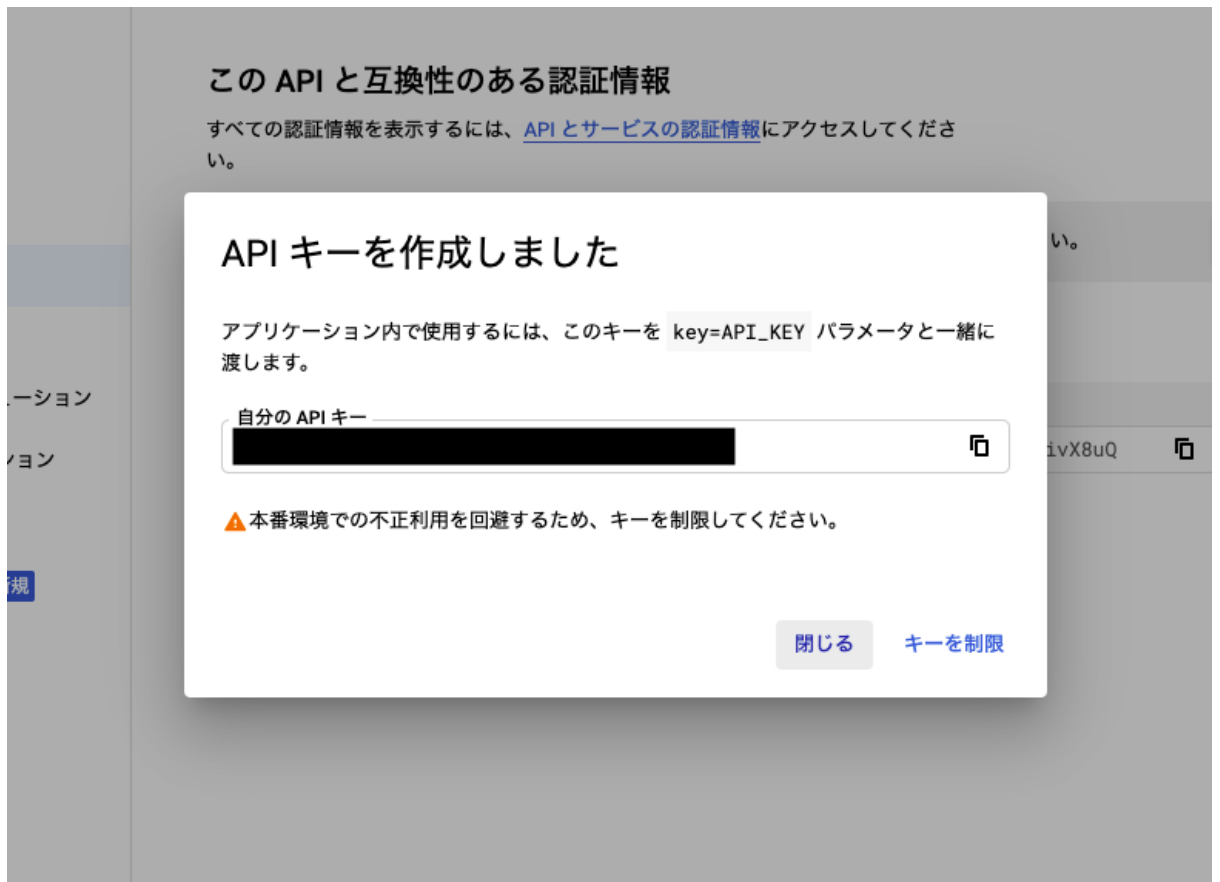 この API と互換性のある認証情報
すべての認証情報を表示するには、API とサービスの認証情報にアクセスしてくださ
い。
API キーを作成しました
い。
アプリケーション内で使用するには、このキーを key=API_KEY パラメータと一緒に
渡します。
ーション
自分の API キー
ivX8uQ
ション
本番環境での不正利用を回避するため、キーを制限してください。
新規
閉じる
キーを制限